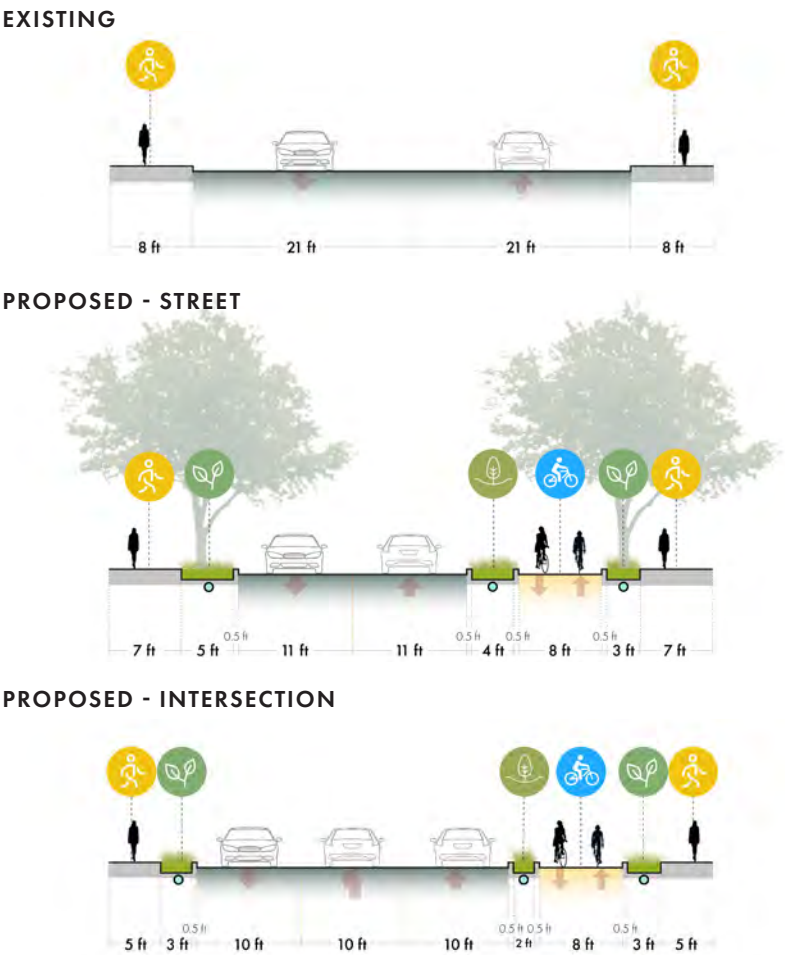 EXISTING
8 ft 21 ft 21 ft 8 ft
PROPOSED - STREET
0.5 ft 0.5 ft 0.5 ft 0.5 ft
7 ft 5 ft 11 ft 11 ft 4 ft 8 ft 3 ft 7 ft
PROPOSED - INTERSECTION
0.5 ft 0.5 ft 0.5 ft 0.5 ft
5 ft 3 ft 10 ft 10 ft 10 ft 2 ft 8 ft 3 ft 5 ft